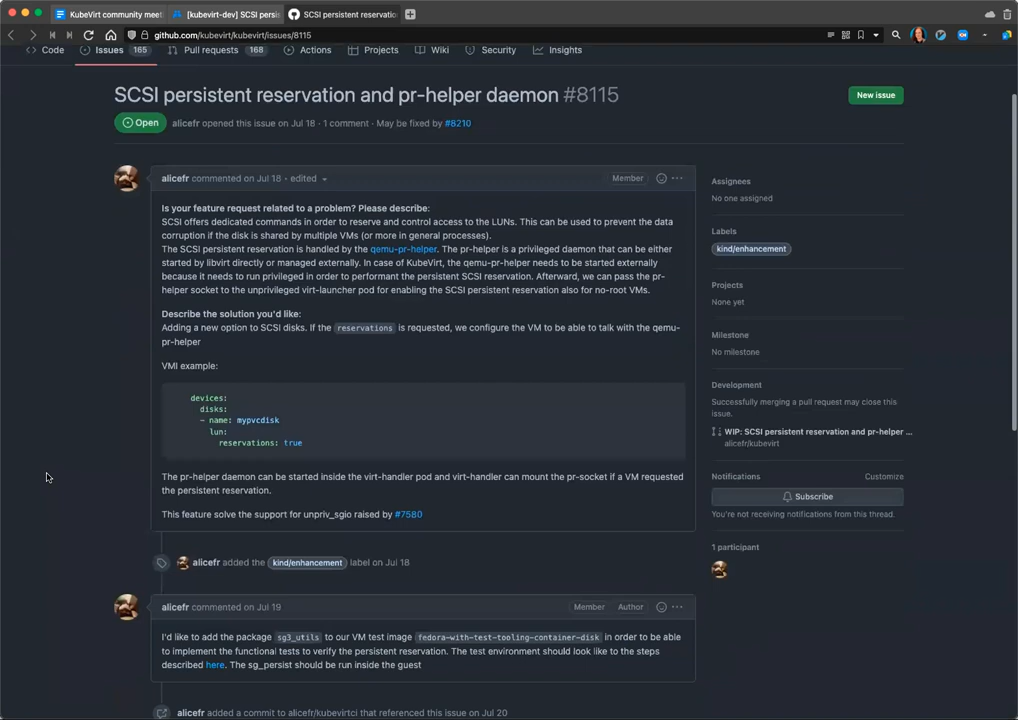 KubeVirt community meet
[kubevirt-dev] SCSI persis
SCSI persistent reservatio
github.com/kubevirt/kubevirt/issues/8115
Code
Issues 165
Pull requests 168
Actions
Projects
Wiki
Security
Insights
SCSI persistent reservation and pr-helper daemon #8115
New issue
Open
alicefr opened this issue on Jul 18 · 1 comment · May be fixed by #8210
alicefr commented on Jul 18 • edited
Member
Is your feature request related to a problem? Please describe:
SCSI offers dedicated commands in order to reserve and control access to the LUNs. This can be used to prevent the data
corruption if the disk is shared by multiple VMs (or more in general processes).
The SCSI persistent reservation is handled by the qemu-pr-helper. The pr-helper is a privileged daemon that can be either
started by libvirt directly or managed externally. In case of KubeVirt, the qemu-pr-helper needs to be started externally
because it needs to run privileged in order to performant the persistent SCSI reservation. Afterward, we can pass the pr-
helper socket to the unprivileged virt-launcher pod for enabling the SCSI persistent reservation also for no-root VMs.
Describe the solution you'd like:
Adding a new option to SCSI disks. If the reservations is requested, we configure the VM to be able to talk with the qemu-
pr-helper
VMI example:
devices:
disks:
- name: mypvcdisk
lun:
reservations: true
The pr-helper daemon can be started inside the virt-handler pod and virt-handler can mount the pr-socket if a VM requested
the persistent reservation.
This feature solve the support for unpriv_sgio raised by #7580
alicefr added the kind/enhancement label on Jul 18
alicefr commented on Jul 19
Member
Author
I'd like to add the package sg3_utils to our VM test image fedora-with-test-tooling-container-disk in order to be able
to implement the functional tests to verify the persistent reservation. The test environment should look like to the steps
described here. The sg_persist should be run inside the guest
alicefr added a commit to alicefr/kubevirtci that referenced this issue on Jul 20
Assignees
No one assigned
Labels
kind/enhancement
Projects
None yet
Milestone
No milestone
Development
Successfully merging a pull request may close this
issue.
WIP: SCSI persistent reservation and pr-helper ...
alicefr/kubevirt
Notifications
Customize
Subscribe
You're not receiving notifications from this thread.
1 participant